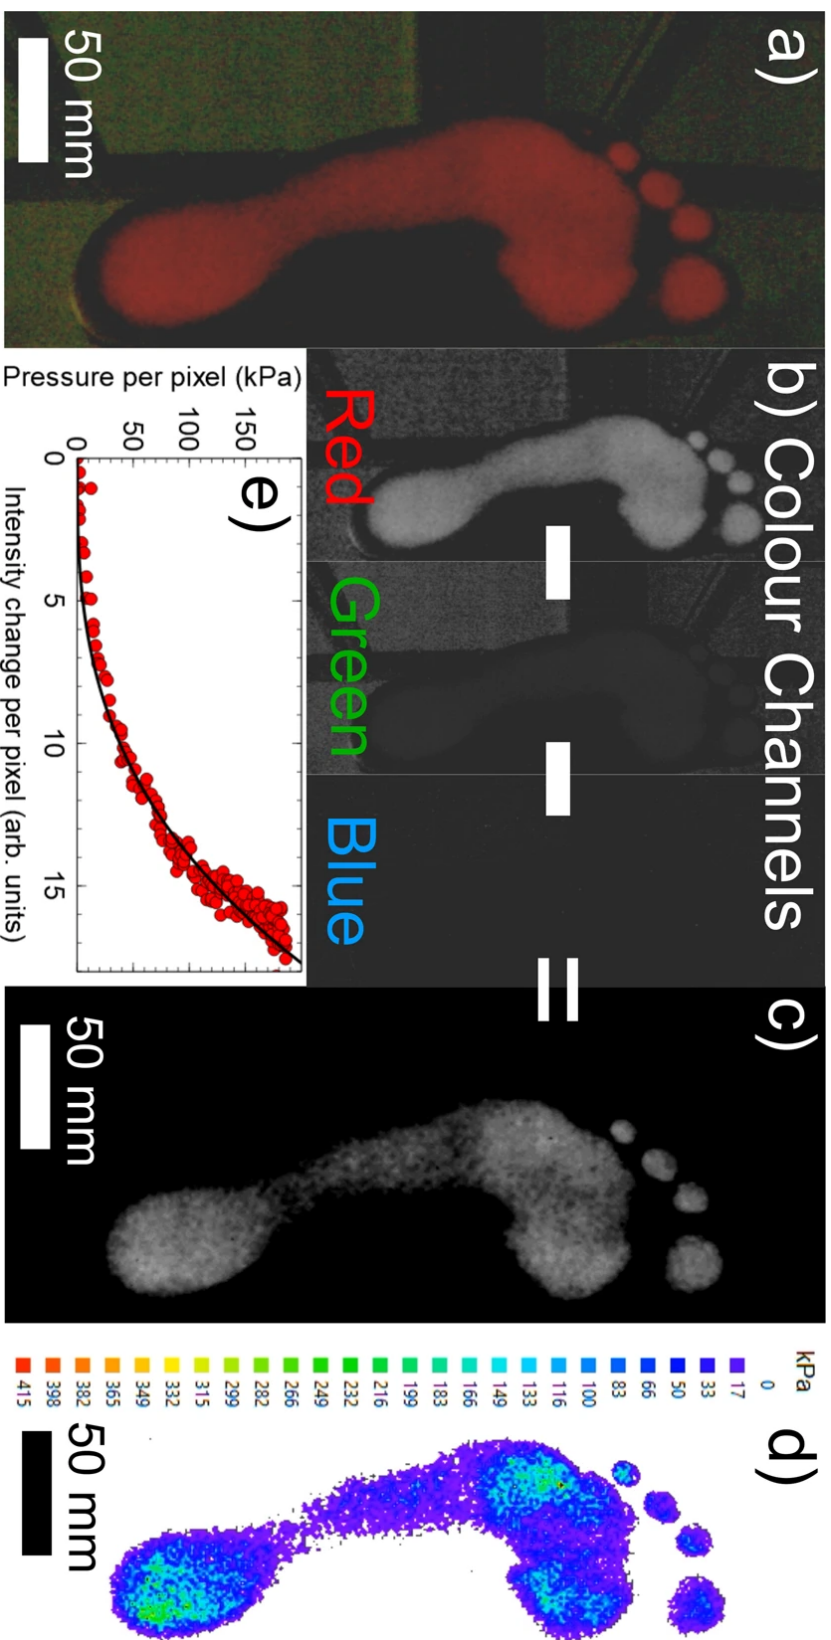 a)
50 mm
b) Colour Channels
Red
Green
Blue
e)
Pressure per pixel (kPa)
0
50
100
150
0
5
10
15
Intensity change per pixel (arb. units)
c)
50 mm
d)
kPa
0
17
33
50
66
83
100
116
133
149
166
183
199
216
232
249
266
282
299
315
332
349
365
382
398
415
50 mm